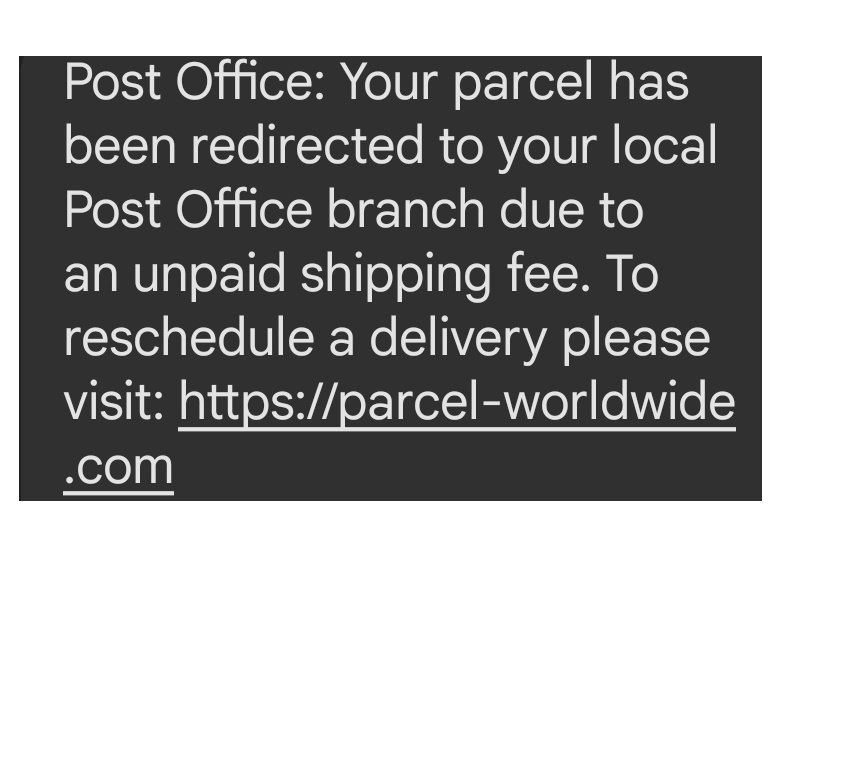 Post Office: Your parcel has
been redirected to your local
Post Office branch due to
an unpaid shipping fee. To
reschedule a delivery please
visit: https://parcel-worldwide
.com